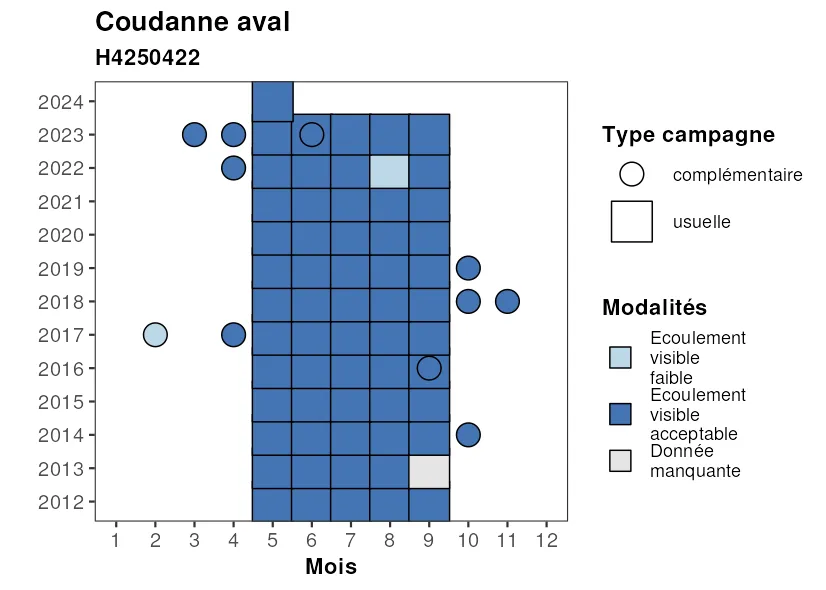 Coudanne aval
H4250422
2024
2023
2022
2021
2020
2019
2018
2017
2016
2015
2014
2013
2012
1 2 3 4 5 6 7 8 9 10 11 12
Mois
Type campagne
complémentaire
usuelle
Modalités
Ecoulement
visible
faible
Ecoulement
visible
acceptable
Donnée
manquante